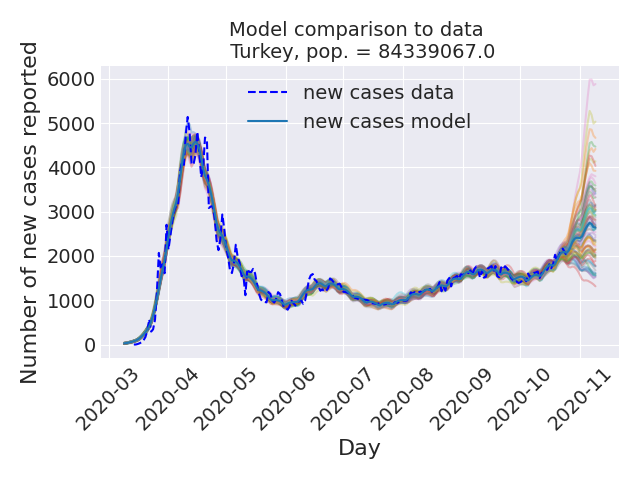 Model comparison to data
Turkey, pop. = 84339067.0
new cases data
new cases model
Number of new cases reported
6000
5000
4000
3000
2000
1000
0
2020-03
2020-04
2020-05
2020-06
2020-07
2020-08
2020-09
2020-10
2020-11
Day